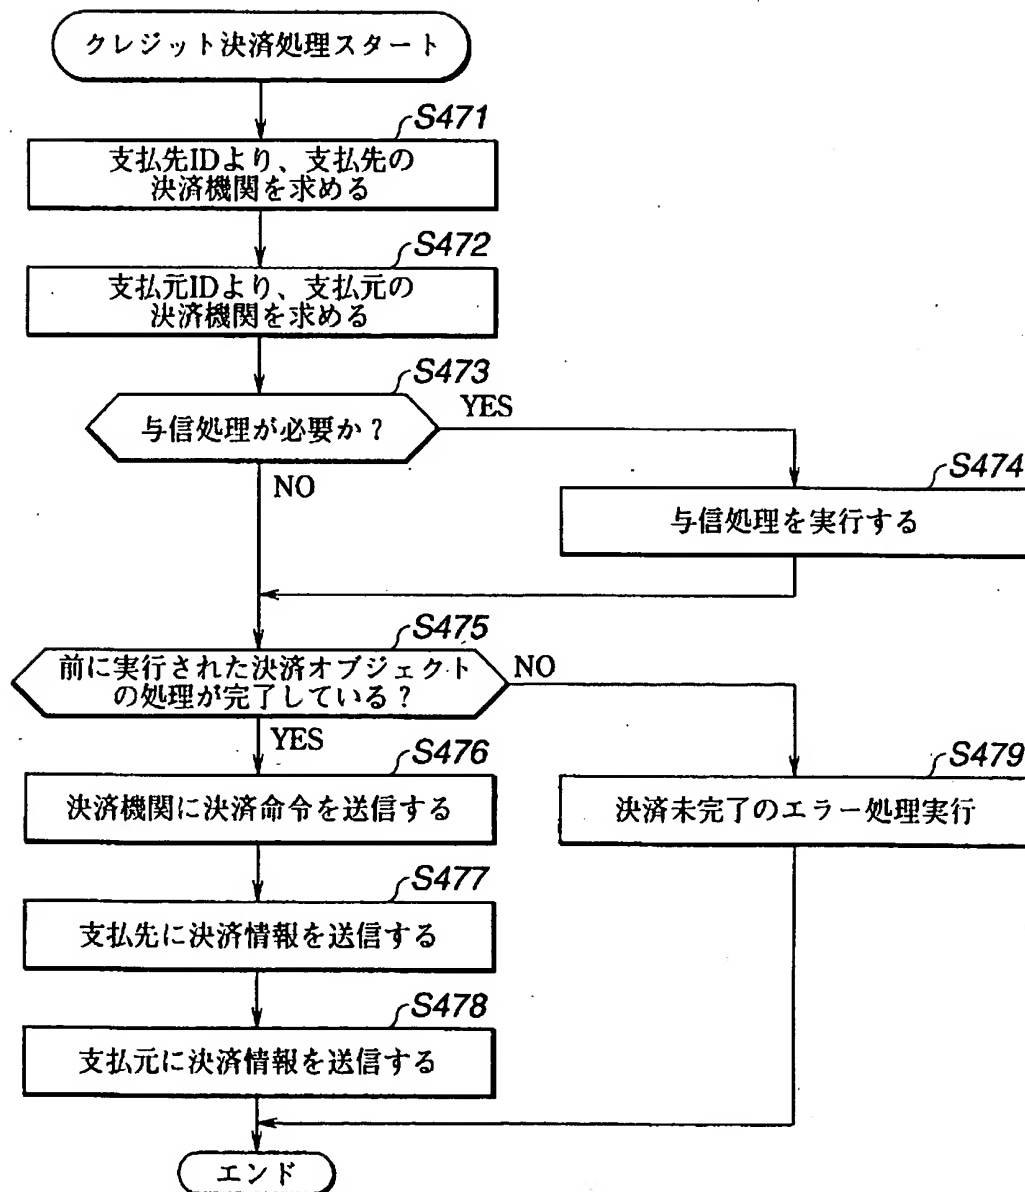 クレジット決済処理スタート
S471
支払先IDより、支払先の
決済機関を求める
S472
支払元IDより、支払元の
決済機関を求める
S473
与信処理が必要か？
YES
NO
S474
与信処理を実行する
S475
前に実行された決済オブジェクト
の処理が完了している？
NO
YES
S476
決済機関に決済命令を送信する
S479
決済未完了のエラー処理実行
S477
支払先に決済情報を送信する
S478
支払元に決済情報を送信する
エンド